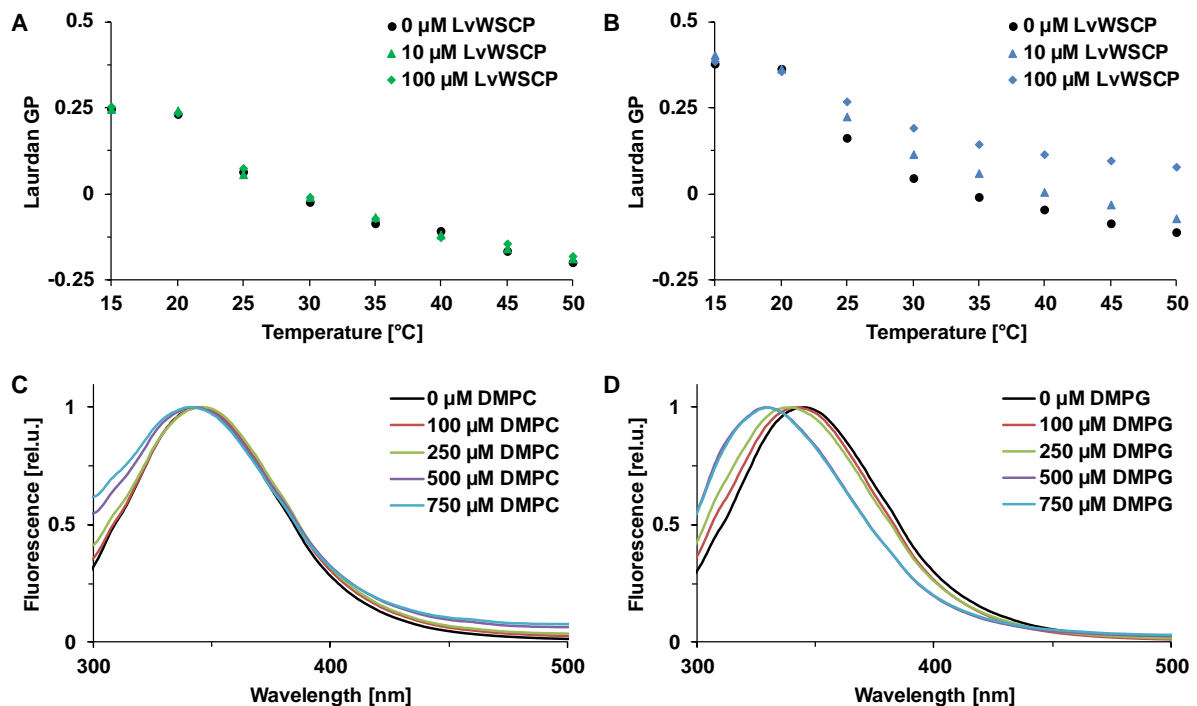 A
0 µM LvWSCP
10 µM LvWSCP
100 µM LvWSCP
0.5
0.25
0
-0.25
Laurdan GP
15 20 25 30 35 40 45 50
Temperature [°C]
B
0 µM LvWSCP
10 µM LvWSCP
100 µM LvWSCP
0.5
0.25
0
-0.25
Laurdan GP
15 20 25 30 35 40 45 50
Temperature [°C]
C
0 µM DMPC
100 µM DMPC
250 µM DMPC
500 µM DMPC
750 µM DMPC
1
0.5
0
Fluorescence [rel.u.]
300 400 500
Wavelength [nm]
D
0 µM DMPG
100 µM DMPG
250 µM DMPG
500 µM DMPG
750 µM DMPG
1
0.5
0
Fluorescence [rel.u.]
300 400 500
Wavelength [nm]